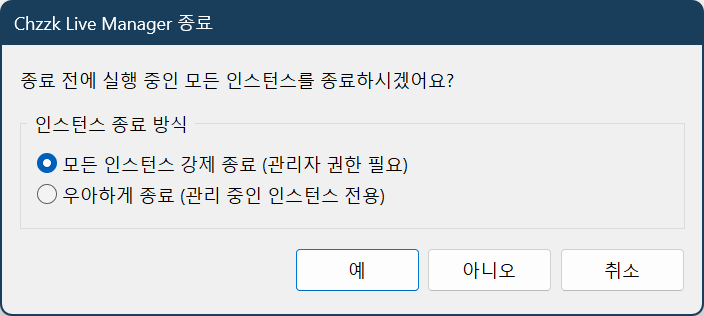 Chzzk Live Manager 종료
종료 전에 실행 중인 모든 인스턴스를 종료하시겠어요?
인스턴스 종료 방식
모든 인스턴스 강제 종료 (관리자 권한 필요)
우아하게 종료 (관리 중인 인스턴스 전용)
예
아니오
취소